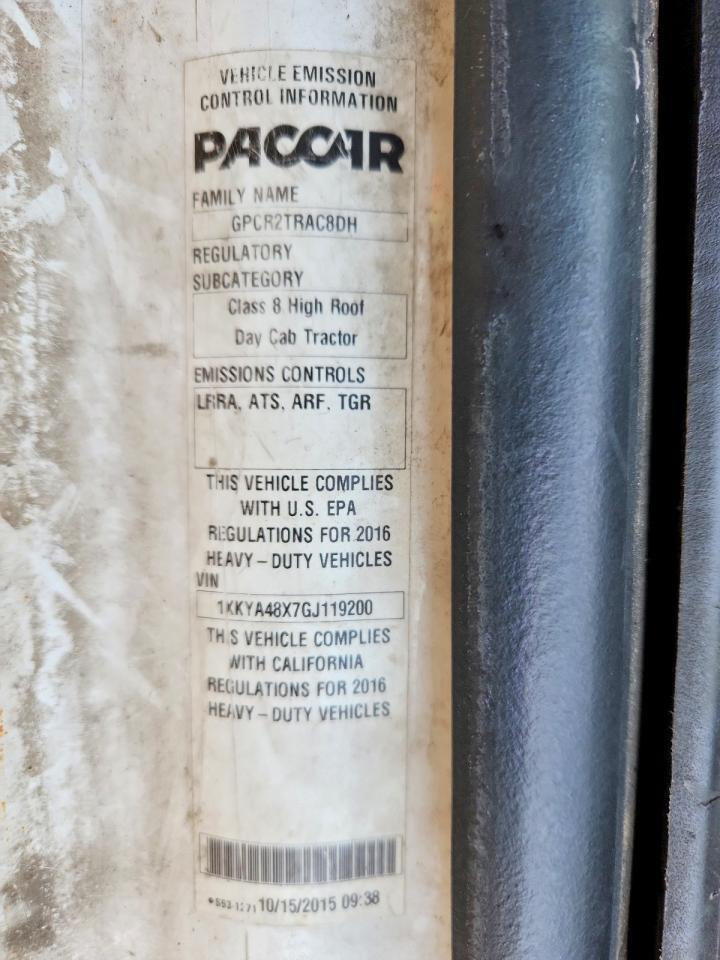 VEHICLE EMISSION
CONTROL INFORMATION
PACCAR
FAMILY NAME
GPCR2TRAC8DH
REGULATORY
SUBCATEGORY
Class 8 High Roof
Day Cab Tractor
EMISSIONS CONTROLS
LRRA, ATS, ARF, TGR
THIS VEHICLE COMPLIES
WITH U.S. EPA
REGULATIONS FOR 2016
HEAVY-DUTY VEHICLES
VIN
1XKYA48X7GJ119200
THIS VEHICLE COMPLIES
WITH CALIFORNIA
REGULATIONS FOR 2016
HEAVY-DUTY VEHICLES
10/15/2015 09:38